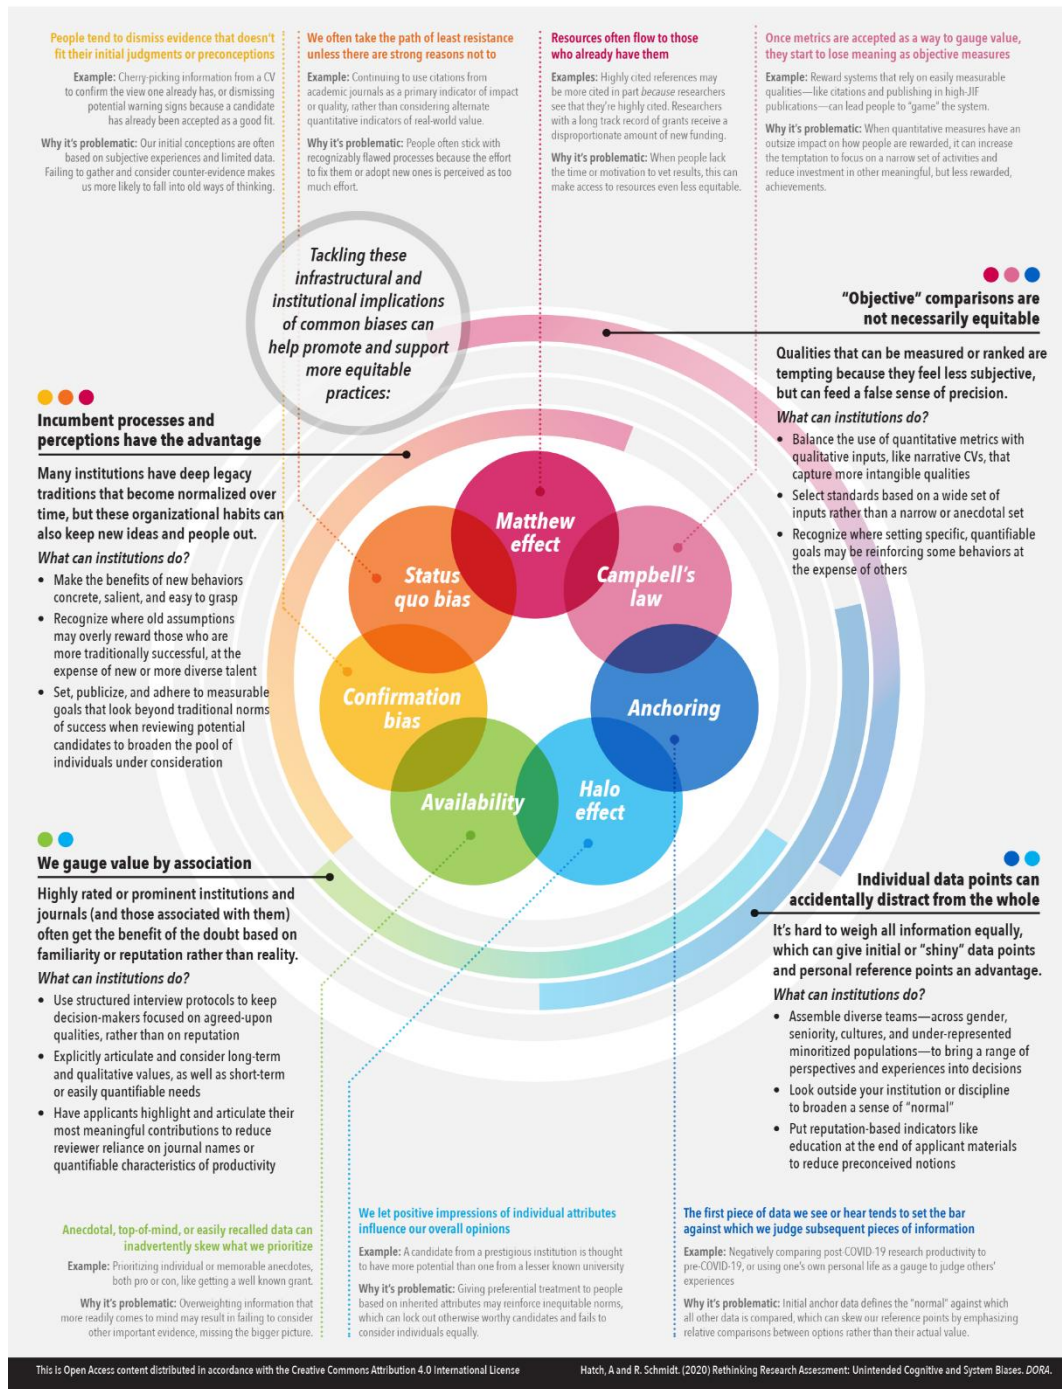 People tend to dismiss evidence that doesn't
fit their initial judgments or preconceptions
Example: Cherry-picking information from a CV
to confirm the view one already has, or dismissing
potential warning signs because a candidate
has already been accepted as a good fit.
Why it's problematic: Our initial conceptions are often
based on subjective experiences and limited data.
Failing to gather and consider counter-evidence makes
us more likely to fall into old ways of thinking.
We often take the path of least resistance
unless there are strong reasons not to
Example: Continuing to use citations from
academic journals as a primary indicator of impact
or quality, rather than considering alternate
quantitative indicators of real-world value.
Why it's problematic: People often stick with
recognizably flawed processes because the effort
to fix them or adopt new ones is perceived as too
much effort.
Resources often flow to those
who already have them
Examples: Highly cited references may
be more cited in part because researchers
see that they're highly cited. Researchers
with a long track record of grants receive a
disproportionate amount of new funding.
Why it's problematic: When people lack
the time or motivation to vet results, this can
make access to resources even less equitable.
Once metrics are accepted as a way to gauge value,
they start to lose meaning as objective measures
Example: Reward systems that rely on easily measurable
qualities—like citations and publishing in high-JIF
publications—can lead people to "game" the system.
Why it's problematic: When quantitative measures have an
outsize impact on how people are rewarded, it can increase
the temptation to focus on a narrow set of activities and
reduce investment in other meaningful, but less rewarded,
achievements.
Tackling these
infrastructural and
institutional implications
of common biases can
help promote and support
more equitable
practices:
"Objective" comparisons are
not necessarily equitable
Qualities that can be measured or ranked are
tempting because they feel less subjective,
but can feed a false sense of precision.
What can institutions do?
• Balance the use of quantitative metrics with
qualitative inputs, like narrative CVs, that
capture more intangible qualities
• Select standards based on a wide set of
inputs rather than a narrow or anecdotal set
• Recognize where setting specific, quantifiable
goals may be reinforcing some behaviors at
the expense of others
Incumbent processes and
perceptions have the advantage
Many institutions have deep legacy
traditions that become normalized over
time, but these organizational habits can
also keep new ideas and people out.
What can institutions do?
• Make the benefits of new behaviors
concrete, salient, and easy to grasp
• Recognize where old assumptions
may overly reward those who are
more traditionally successful, at the
expense of new or more diverse talent
• Set, publicize, and adhere to measurable
goals that look beyond traditional norms
of success when reviewing potential
candidates to broaden the pool of
individuals under consideration
Matthew
effect
Status
quo bias
Campbell's
law
Confirmation
bias
Anchoring
Availability
Halo
effect
We gauge value by association
Highly rated or prominent institutions and
journals (and those associated with them)
often get the benefit of the doubt based on
familiarity or reputation rather than reality.
What can institutions do?
• Use structured interview protocols to keep
decision-makers focused on agreed-upon
qualities, rather than on reputation
• Explicitly articulate and consider long-term
and qualitative values, as well as short-term
or easily quantifiable needs
• Have applicants highlight and articulate their
most meaningful contributions to reduce
reviewer reliance on journal names or
quantifiable characteristics of productivity
Individual data points can
accidentally distract from the whole
It's hard to weigh all information equally,
which can give initial or "shiny" data points
and personal reference points an advantage.
What can institutions do?
• Assemble diverse teams—across gender,
seniority, cultures, and under-represented
minoritized populations—to bring a range of
perspectives and experiences into decisions
• Look outside your institution or discipline
to broaden a sense of "normal"
• Put reputation-based indicators like
education at the end of applicant materials
to reduce preconceived notions
Anecdotal, top-of-mind, or easily recalled data can
inadvertently skew what we prioritize
Example: Prioritizing individual or memorable anecdotes,
both pro or con, like getting a well known grant.
Why it's problematic: Overweighting information that
more readily comes to mind may result in failing to consider
other important evidence, missing the bigger picture.
We let positive impressions of individual attributes
influence our overall opinions
Example: A candidate from a prestigious institution is thought
to have more potential than one from a lesser known university
Why it's problematic: Giving preferential treatment to people
based on inherited attributes may reinforce inequitable norms,
which can lock out otherwise worthy candidates and fails to
consider individuals equally.
The first piece of data we see or hear tends to set the bar
against which we judge subsequent pieces of information
Example: Negatively comparing post-COVID-19 research productivity to
pre-COVID-19, or using one's own personal life as a gauge to judge others'
experiences
Why it's problematic: Initial anchor data defines the "normal" against which
all other data is compared, which can skew our reference points by emphasizing
relative comparisons between options rather than their actual value.
This is Open Access content distributed in accordance with the Creative Commons Attribution 4.0 International License
Hatch, A and R. Schmidt. (2020) Rethinking Research Assessment: Unintended Cognitive and System Biases. DORA.